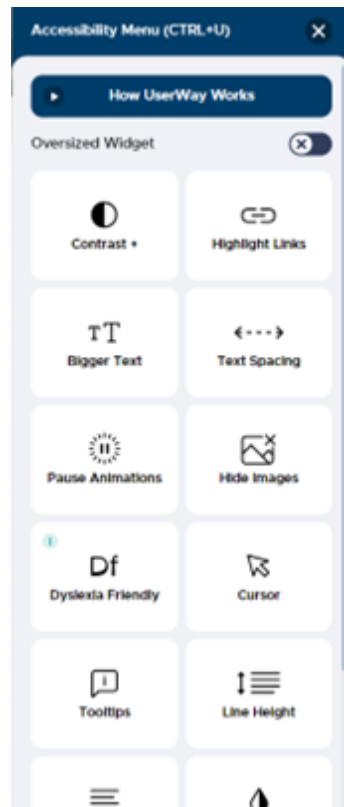 Accessibility Menu (CTRL+U)
How UserWay Works
Oversized Widget
Contrast +
Highlight Links
TT
Bigger Text
Text Spacing
Pause Animations
Hide Images
Df
Dyslexia Friendly
Cursor
Tooltips
Line Height